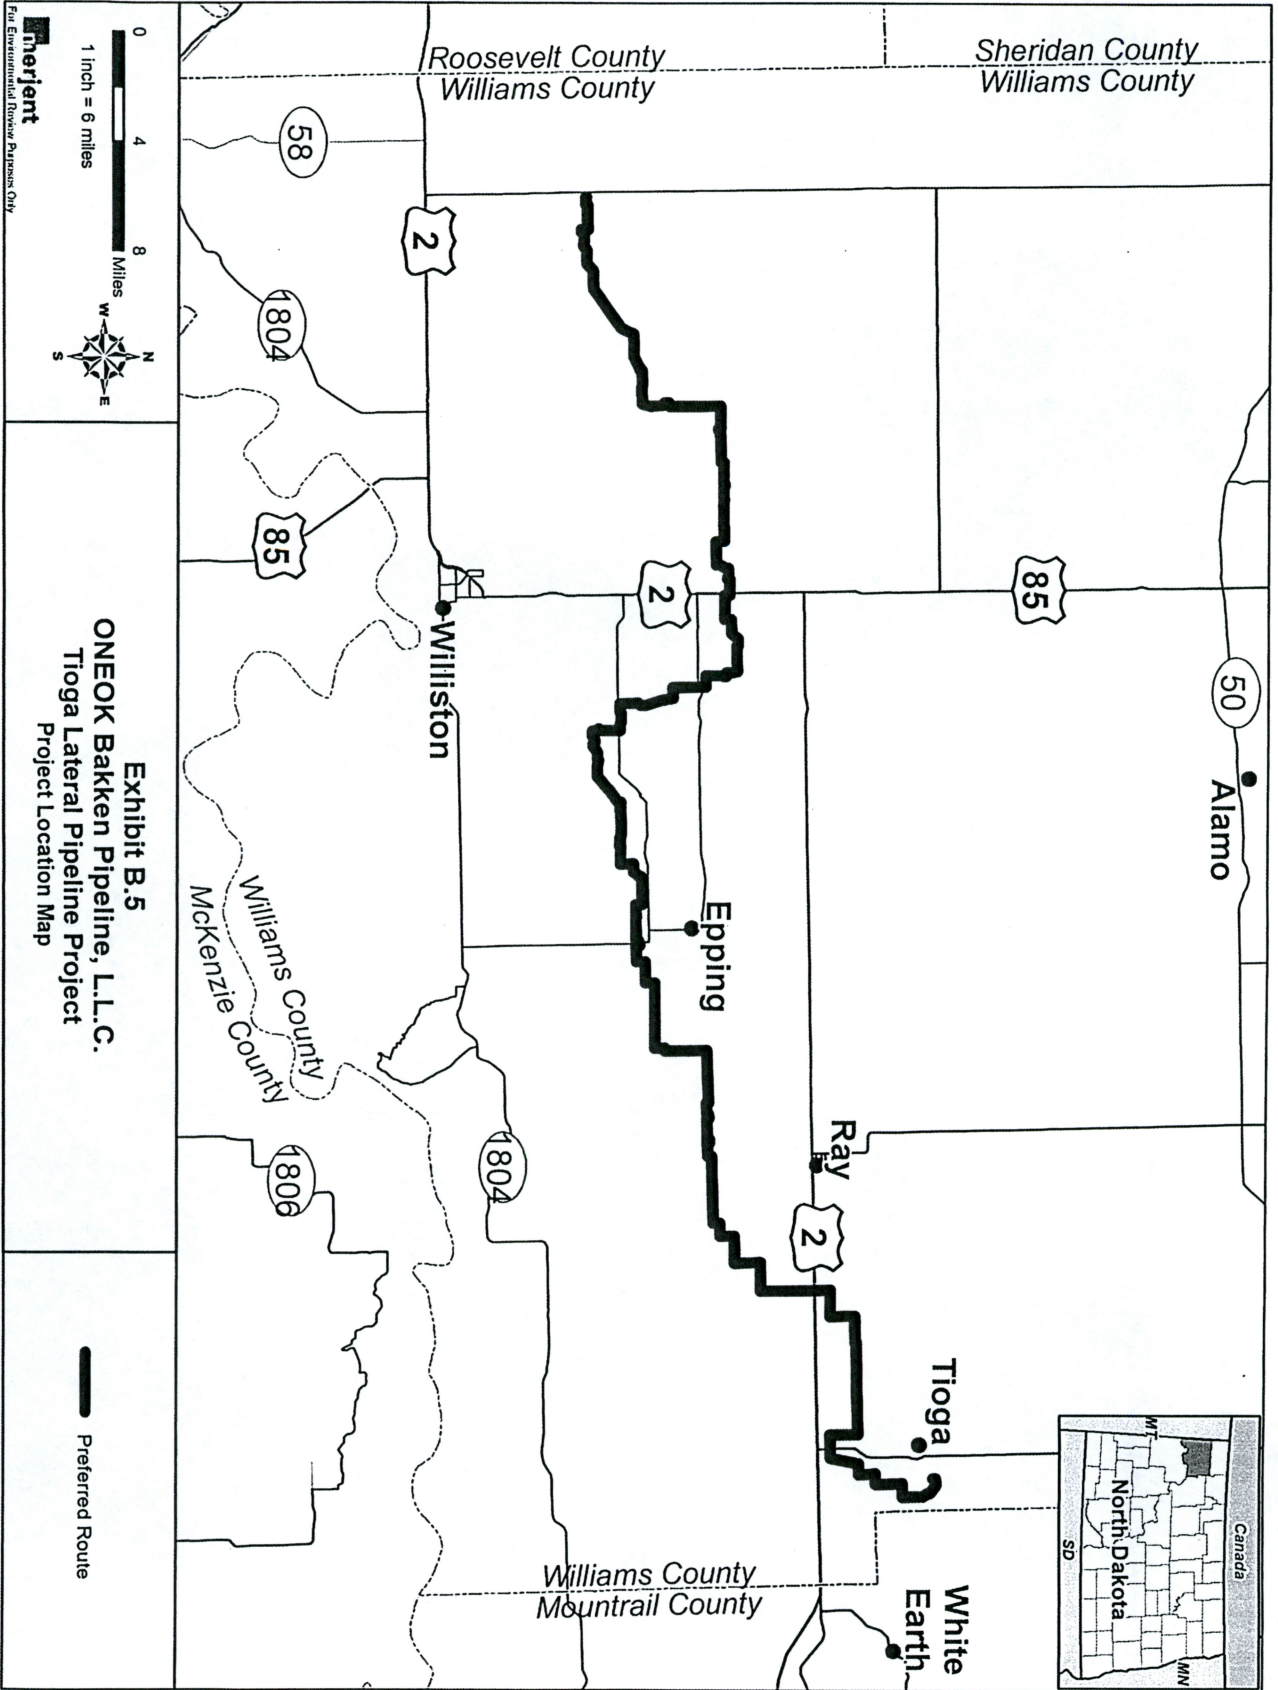 Roosevelt County
Williams County
Sheridan County
Williams County
50
Alamo
85
Canada
MT
North Dakota
MN
SD
Ray
2
Tioga
White
Earth
Epping
2
2
Williston
58
1804
85
1804
1806
Williams County
McKenzie County
Williams County
Mountrail County
0 4 8
Miles
1 inch = 6 miles
N
W E
S
merjent
For Environmental Review Purposes Only
Exhibit B.5
ONEOK Bakken Pipeline, L.L.C.
Tioga Lateral Pipeline Project
Project Location Map
Preferred Route